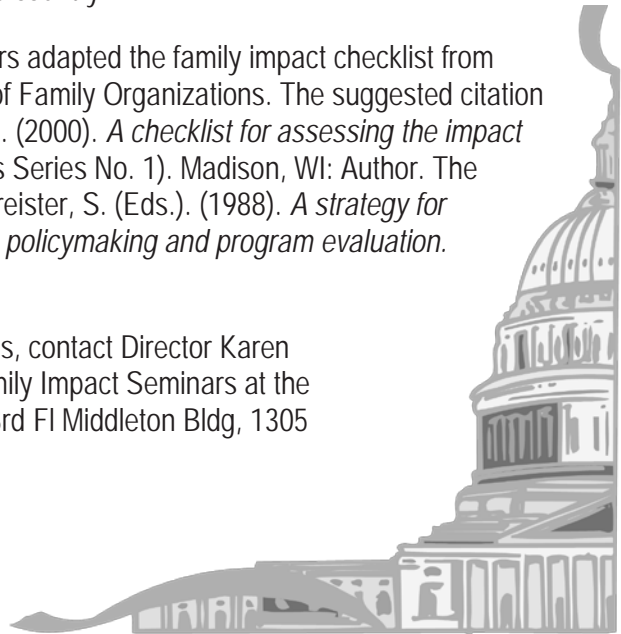 rs adapted the family impact checklist from
of Family Organizations. The suggested citation
. (2000). A checklist for assessing the impact
s Series No. 1). Madison, WI: Author. The
reister, S. (Eds.). (1988). A strategy for
policymaking and program evaluation.
s, contact Director Karen
mily Impact Seminars at the
3rd Fl Middleton Bldg, 1305